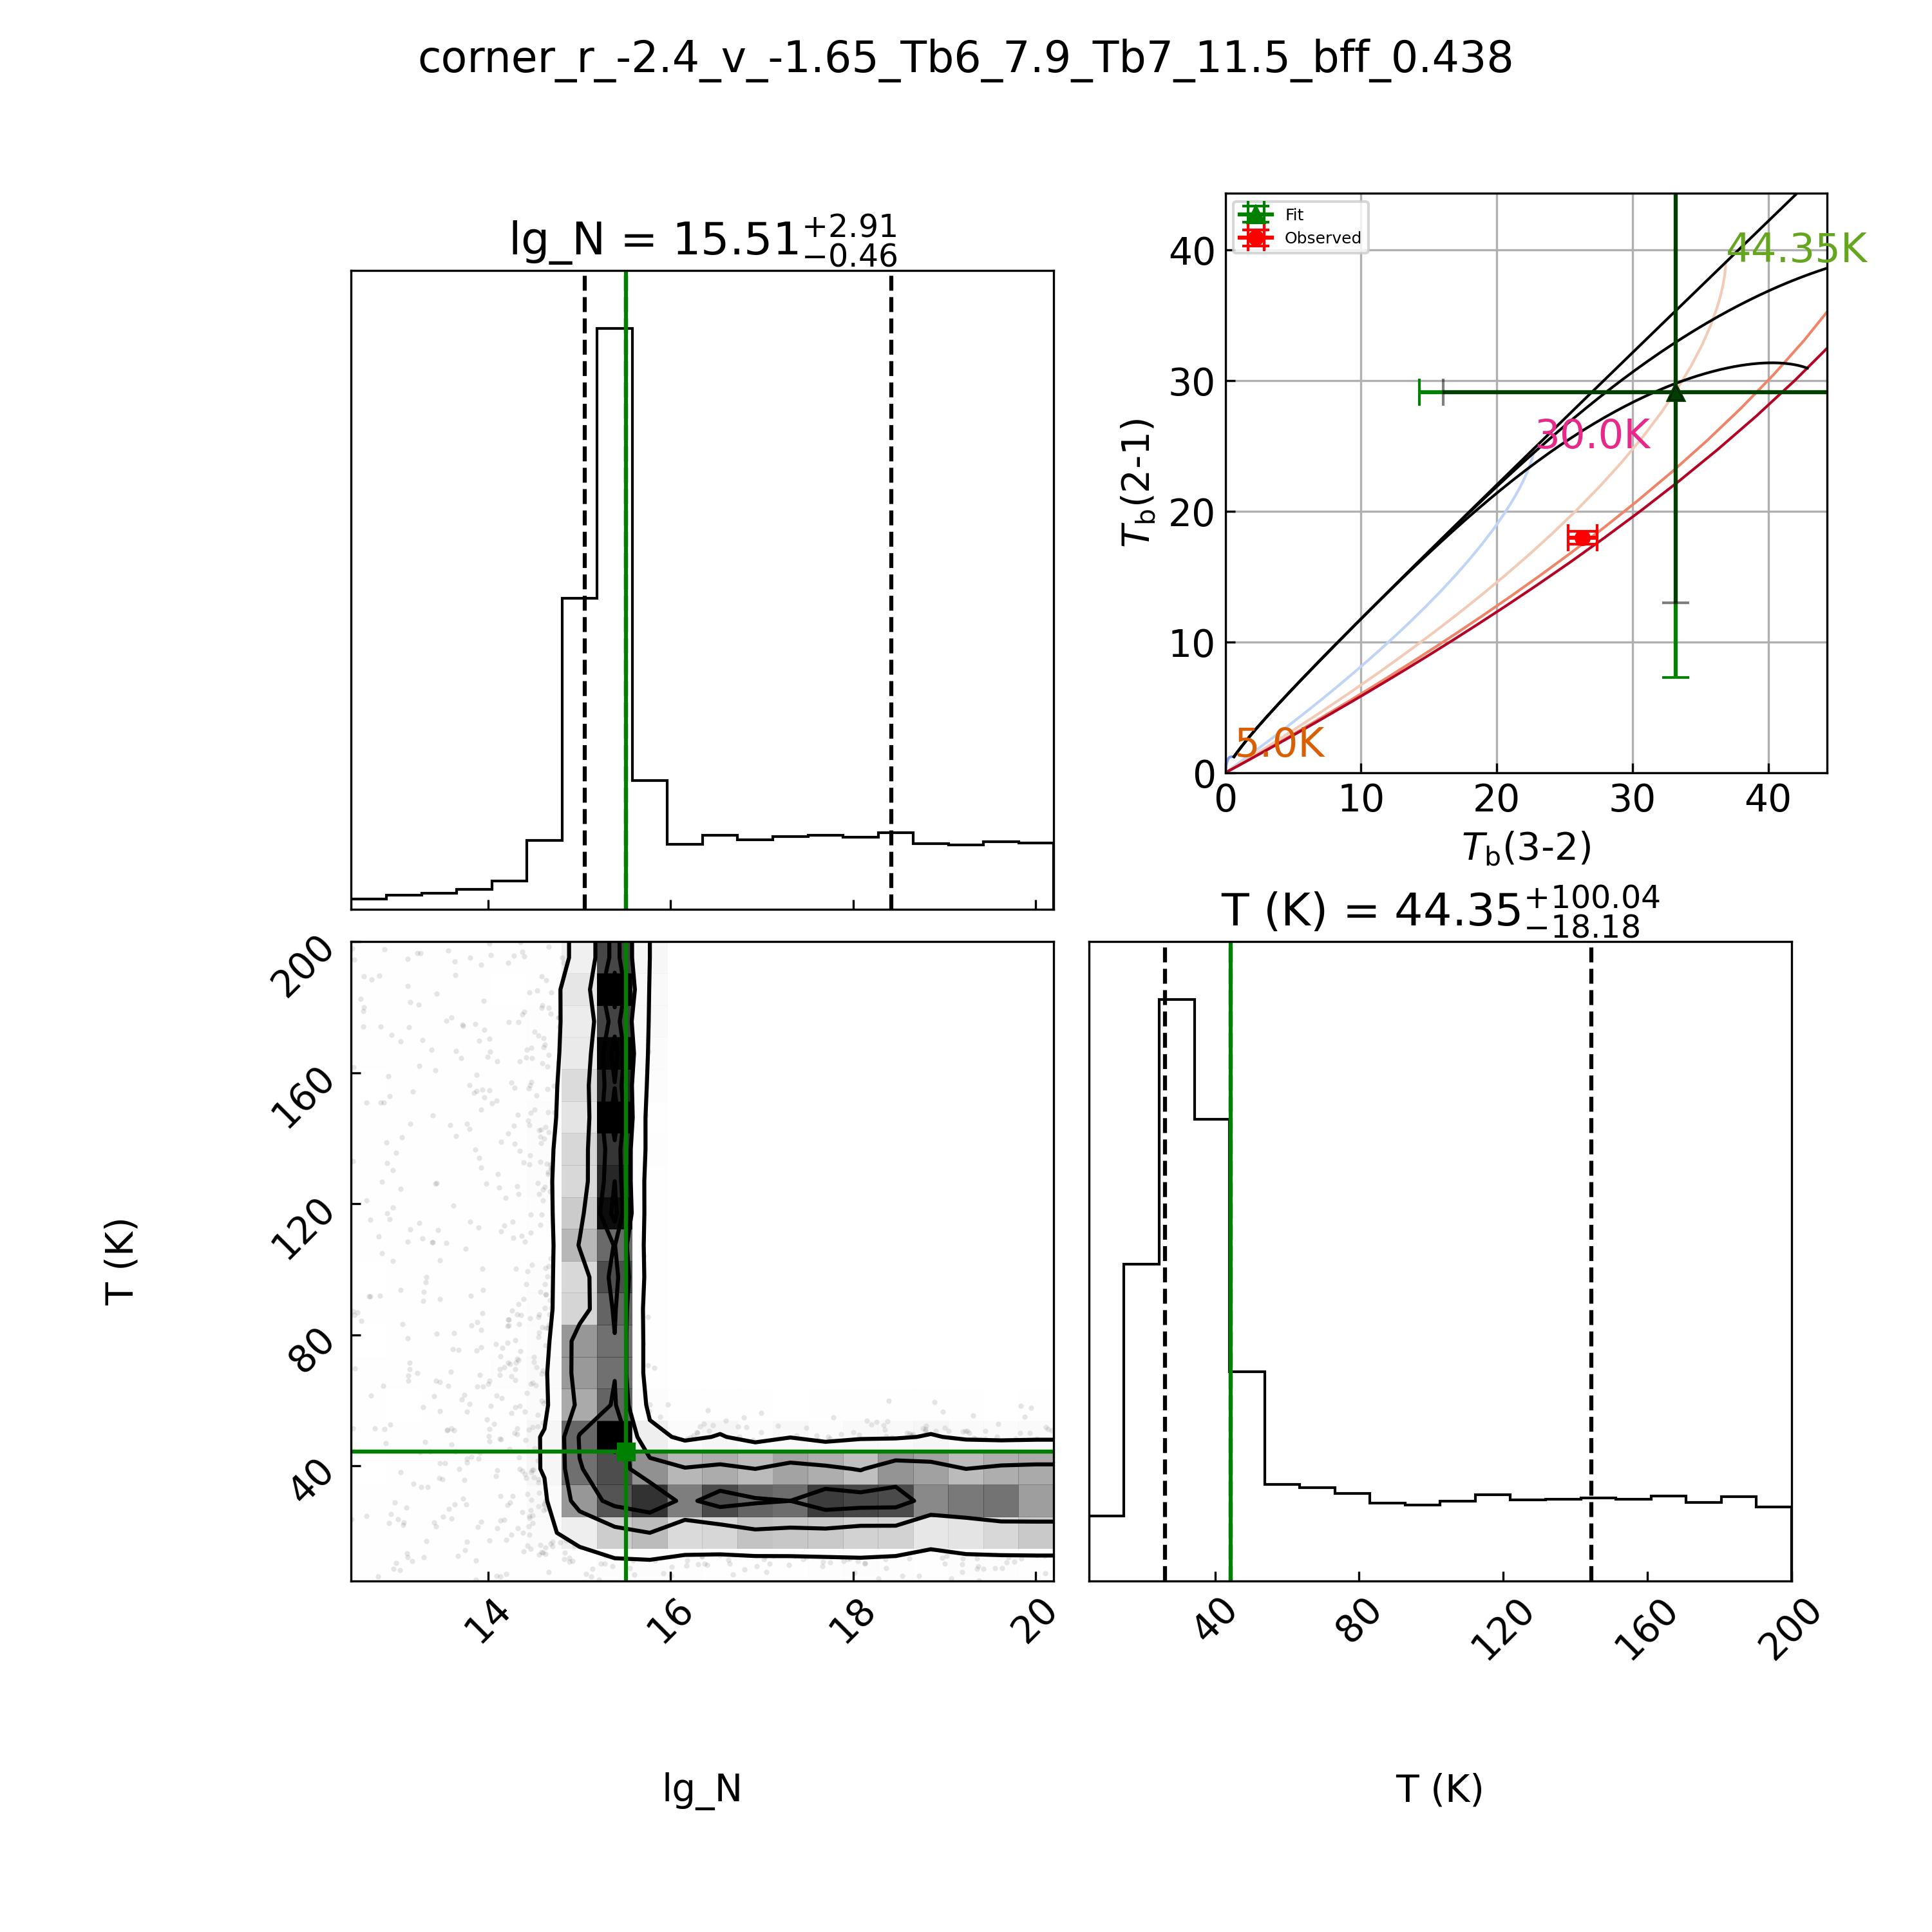 corner_r_-2.4_v_-1.65_Tb6_7.9_Tb7_11.5_bff_0.438
lg_N = 15.51+2.91−0.46
Fit
Observed
44.35K
30.0K
5.0K
40
30
20
10
0
Tb(2-1)
0 10 20 30 40
Tb(3-2)
T (K) = 44.35+100.04−18.18
200
160
120
80
40
T (K)
14 16 18 20
lg_N
40 80 120 160 200
T (K)